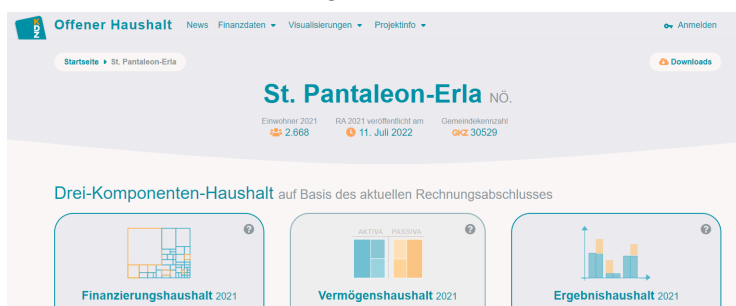 KDZ Offener Haushalt News Finanzdaten Visualisierungen Projektinfo Anmelden
Startseite St. Pantaleon-Erla Downloads
St. Pantaleon-Erla NÖ.
Einwohner 2021 RA 2021 veröffentlicht am Gemeindekennzahl
2.668 11. Juli 2022 GKZ 30529
Drei-Komponenten-Haushalt auf Basis des aktuellen Rechnungsabschlusses
? AKTIVA PASSIVA ? ?
Finanzierungshaushalt 2021 Vermögenshaushalt 2021 Ergebnishaushalt 2021